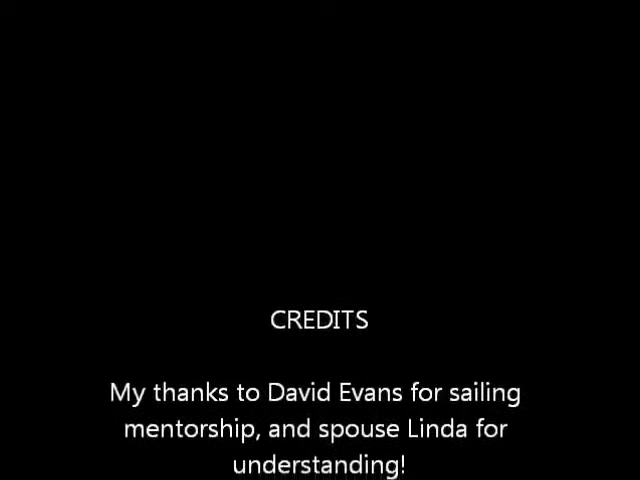 CREDITS
My thanks to David Evans for sailing
mentorship, and spouse Linda for
understanding!